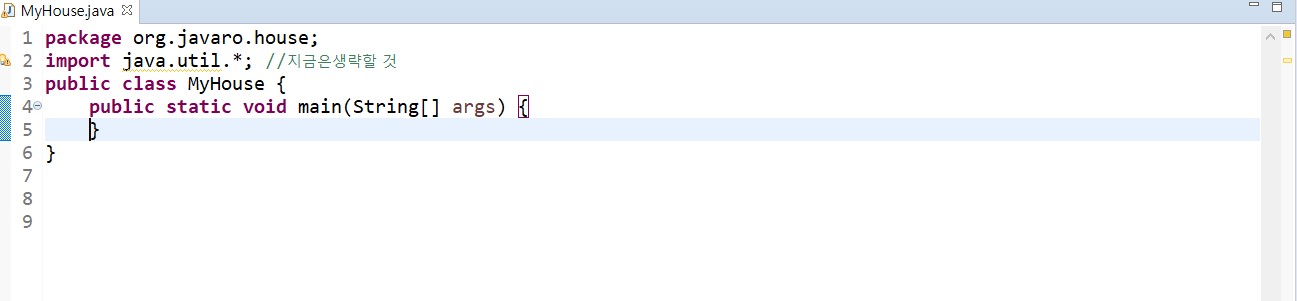 MyHouse.java
1 package org.javaro.house;
2 import java.util.*; //지금은생략할 것
3 public class MyHouse {
4 public static void main(String[] args) {
5 }
6 }
7
8
9